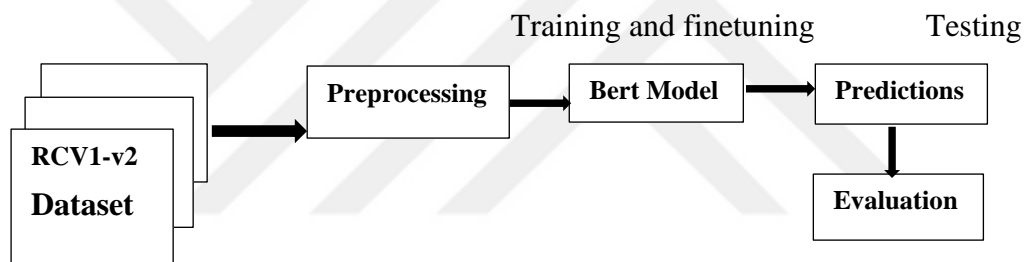 Training and finetuning
Testing
Preprocessing
Bert Model
Predictions
RCV1-v2
Dataset
Evaluation